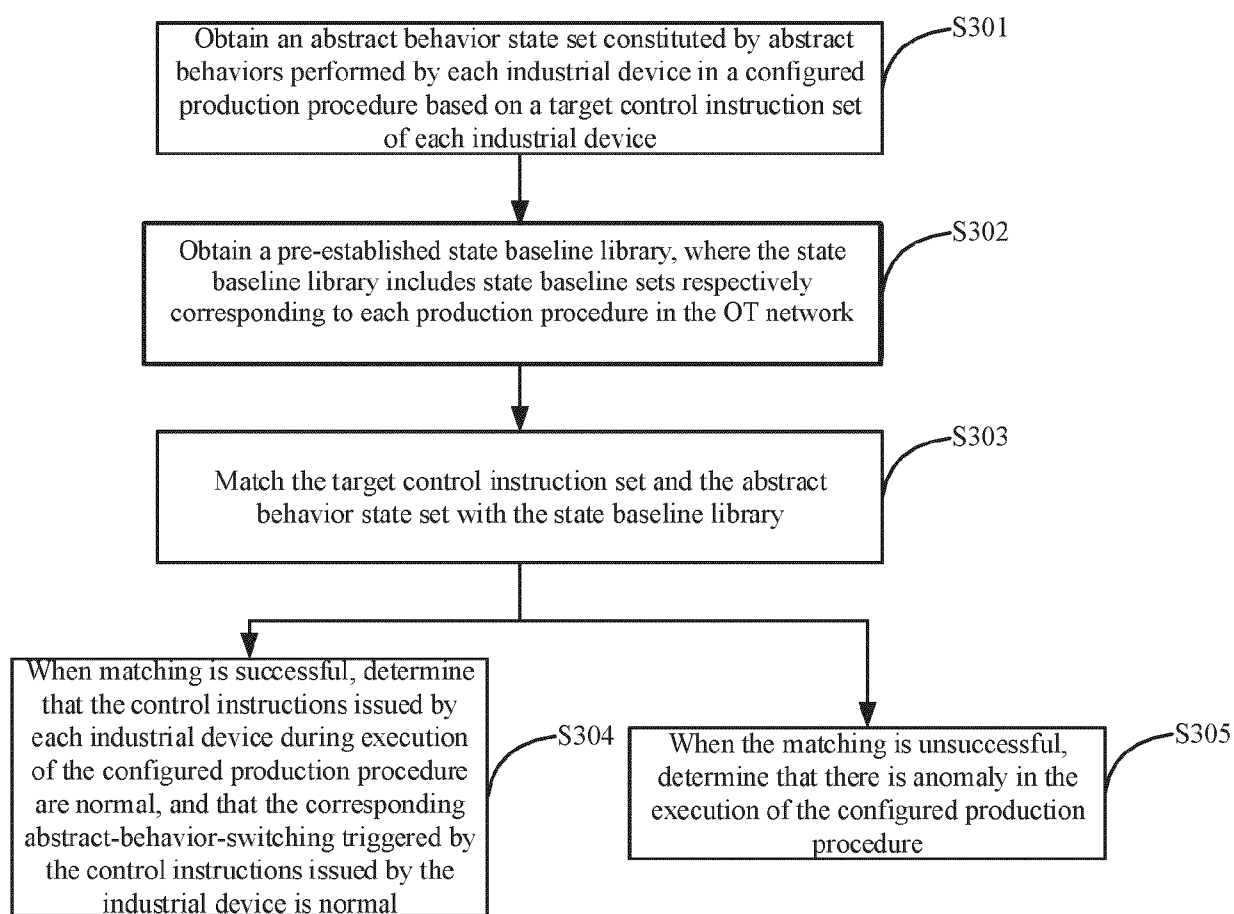 Obtain an abstract behavior state set constituted by abstract
behaviors performed by each industrial device in a configured
production procedure based on a target control instruction set
of each industrial device
S301
Obtain a pre-established state baseline library, where the state
baseline library includes state baseline sets respectively
corresponding to each production procedure in the OT network
S302
Match the target control instruction set and the abstract
behavior state set with the state baseline library
S303
When matching is successful, determine
that the control instructions issued by
each industrial device during execution
of the configured production procedure
are normal, and that the corresponding
abstract-behavior-switching triggered by
the control instructions issued by the
industrial device is normal
S304
When the matching is unsuccessful,
determine that there is anomaly in the
execution of the configured production
procedure
S305